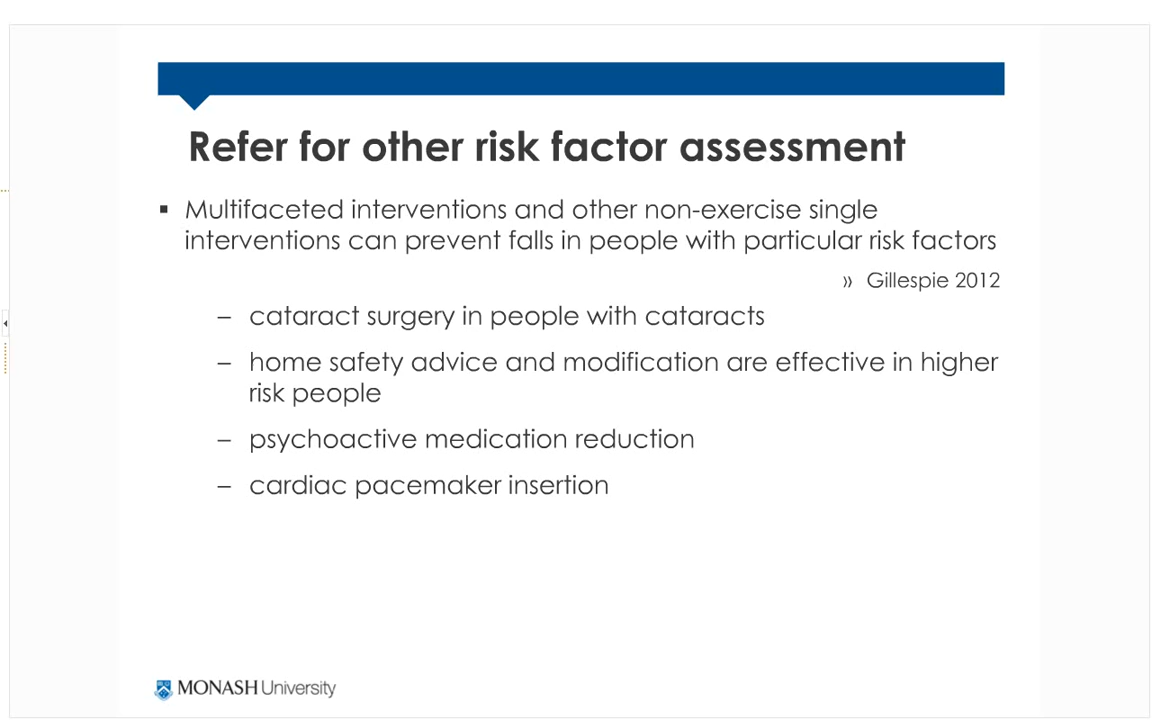 Refer for other risk factor assessment
▪ Multifaceted interventions and other non-exercise single
interventions can prevent falls in people with particular risk factors
» Gillespie 2012
– cataract surgery in people with cataracts
– home safety advice and modification are effective in higher
risk people
– psychoactive medication reduction
– cardiac pacemaker insertion
MONASH University